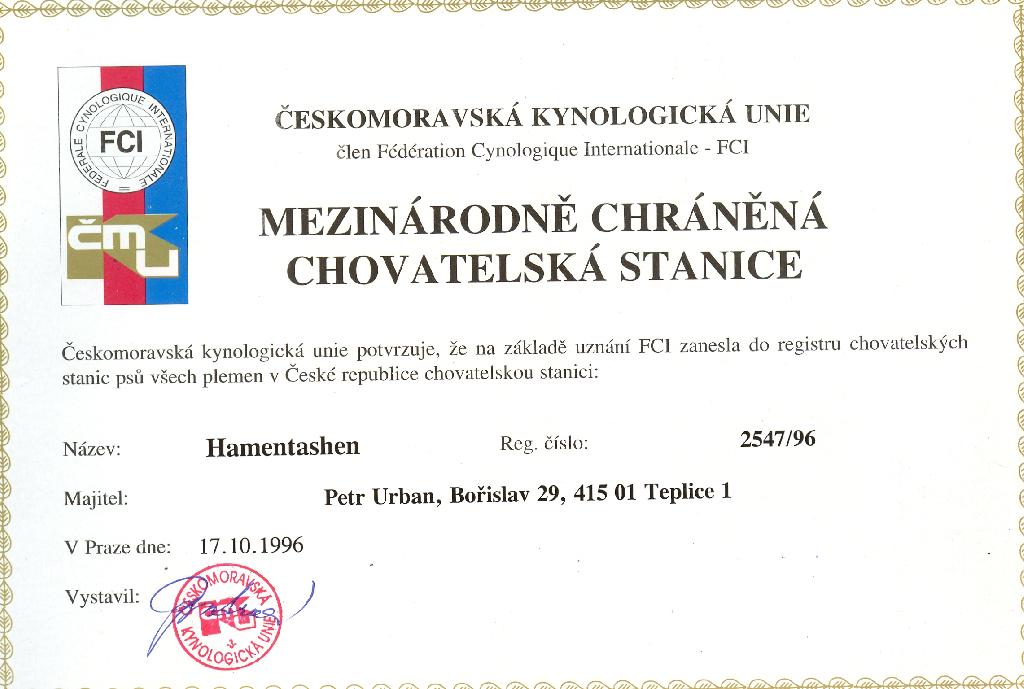 FEDERALE CYNOLOGIQUE INTERNATIONALE
FCI
čmu
ČESKOMORAVSKÁ KYNOLOGICKÁ UNIE
člen Fédération Cynologique Internationale - FCI
MEZINÁRODNĚ CHRÁNĚNÁ
CHOVATELSKÁ STANICE
Českomoravská kynologická unie potvrzuje, že na základě uznání FCI zanesla do registru chovatelských
stanic psů všech plemen v České republice chovatelskou stanici:
Název: Hamentashen Reg. číslo: 2547/96
Majitel: Petr Urban, Bořislav 29, 415 01 Teplice 1
V Praze dne: 17.10.1996
Vystavil:
ČESKOMORAVSKÁ
KYNOLOGICKÁ UNIE